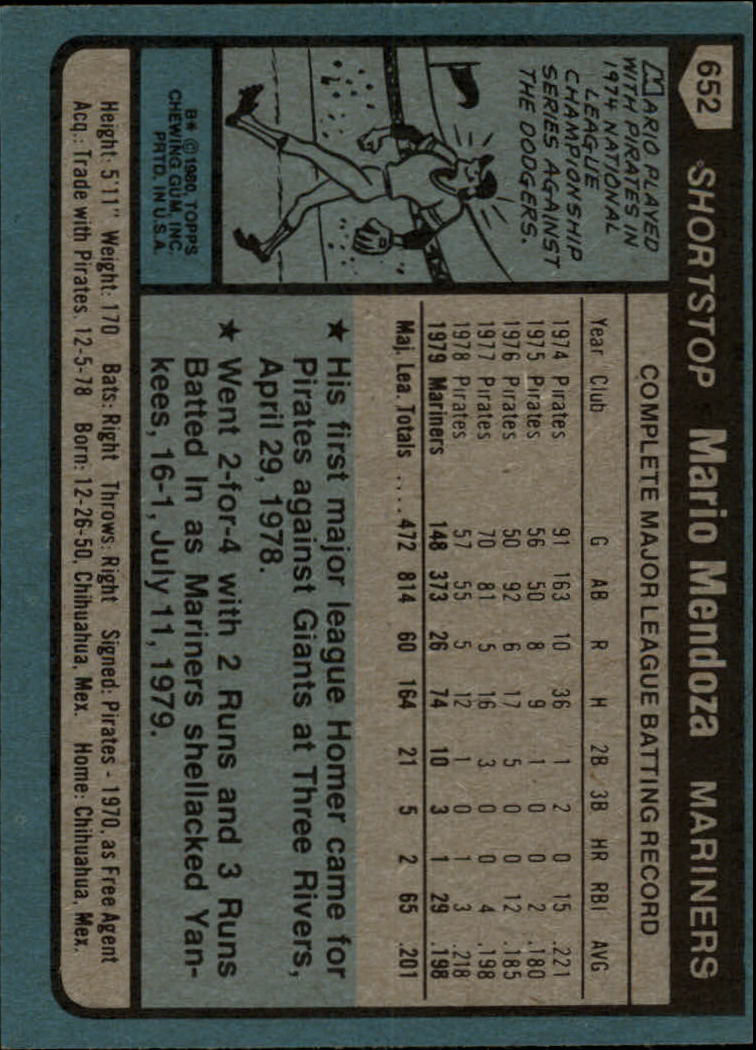 652
SHORTSTOP Mario Mendoza MARINERS
MARIO PLAYED
WITH PIRATES IN
1974 NATIONAL
LEAGUE
CHAMPIONSHIP
SERIES AGAINST
THE DODGERS.
B* © 1980, TOPPS
CHEWING GUM, INC.
PRTD. IN U.S.A.
COMPLETE MAJOR LEAGUE BATTING RECORD
Year Club G AB R H 2B 3B HR RBI AVG
1974 Pirates 91 163 10 36 1 2 0 15 .221
1975 Pirates 56 50 8 9 1 0 0 2 .180
1976 Pirates 50 92 6 17 5 0 0 12 .185
1977 Pirates 70 81 5 16 3 0 0 4 .198
1978 Pirates 57 55 5 12 1 0 1 3 .218
1979 Mariners 148 373 26 74 10 3 1 29 .198
Maj. Lea. Totals .... 472 814 60 164 21 5 2 65 .201
★ His first major league Homer came for
Pirates against Giants at Three Rivers,
April 29, 1978.
★ Went 2-for-4 with 2 Runs and 3 Runs
Batted In as Mariners shellacked Yan-
kees, 16-1, July 11, 1979.
Height: 5'11" Weight: 170 Bats: Right Throws: Right Signed: Pirates - 1970, as Free Agent
Acq.: Trade with Pirates, 12-5-78 Born: 12-26-50, Chihuahua, Mex. Home: Chihuahua, Mex.